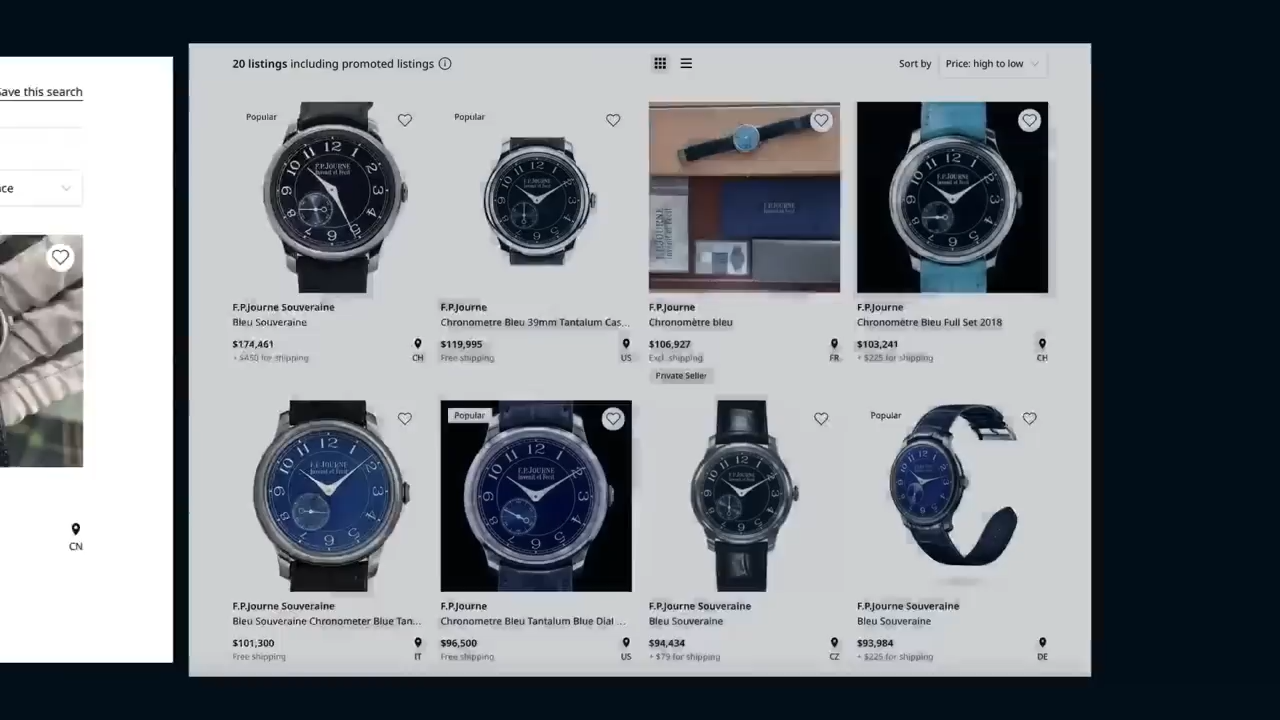 Save this search
nce
CN
20 listings including promoted listings
Sort by
Price: high to low
Popular
F.P.Journe Souveraine
Bleu Souveraine
$174,461
+ $450 for shipping
CH
Popular
F.P.Journe
Chronometre Bleu 39mm Tantalum Cas...
$119,995
Free shipping
US
F.P.Journe
Chronomètre bleu
$106,927
Excl. shipping
FR
Private Seller
F.P.Journe
Chronomètre Bleu Full Set 2018
$103,241
+ $225 for shipping
CH
F.P.Journe Souveraine
Bleu Souveraine Chronometer Blue Tan...
$101,300
Free shipping
IT
Popular
F.P.Journe
Chronometre Bleu Tantalum Blue Dial ...
$96,500
Free shipping
US
F.P.Journe Souveraine
Bleu Souveraine
$94,434
+ $79 for shipping
CZ
Popular
F.P.Journe Souveraine
Bleu Souveraine
$93,984
+ $225 for shipping
DE